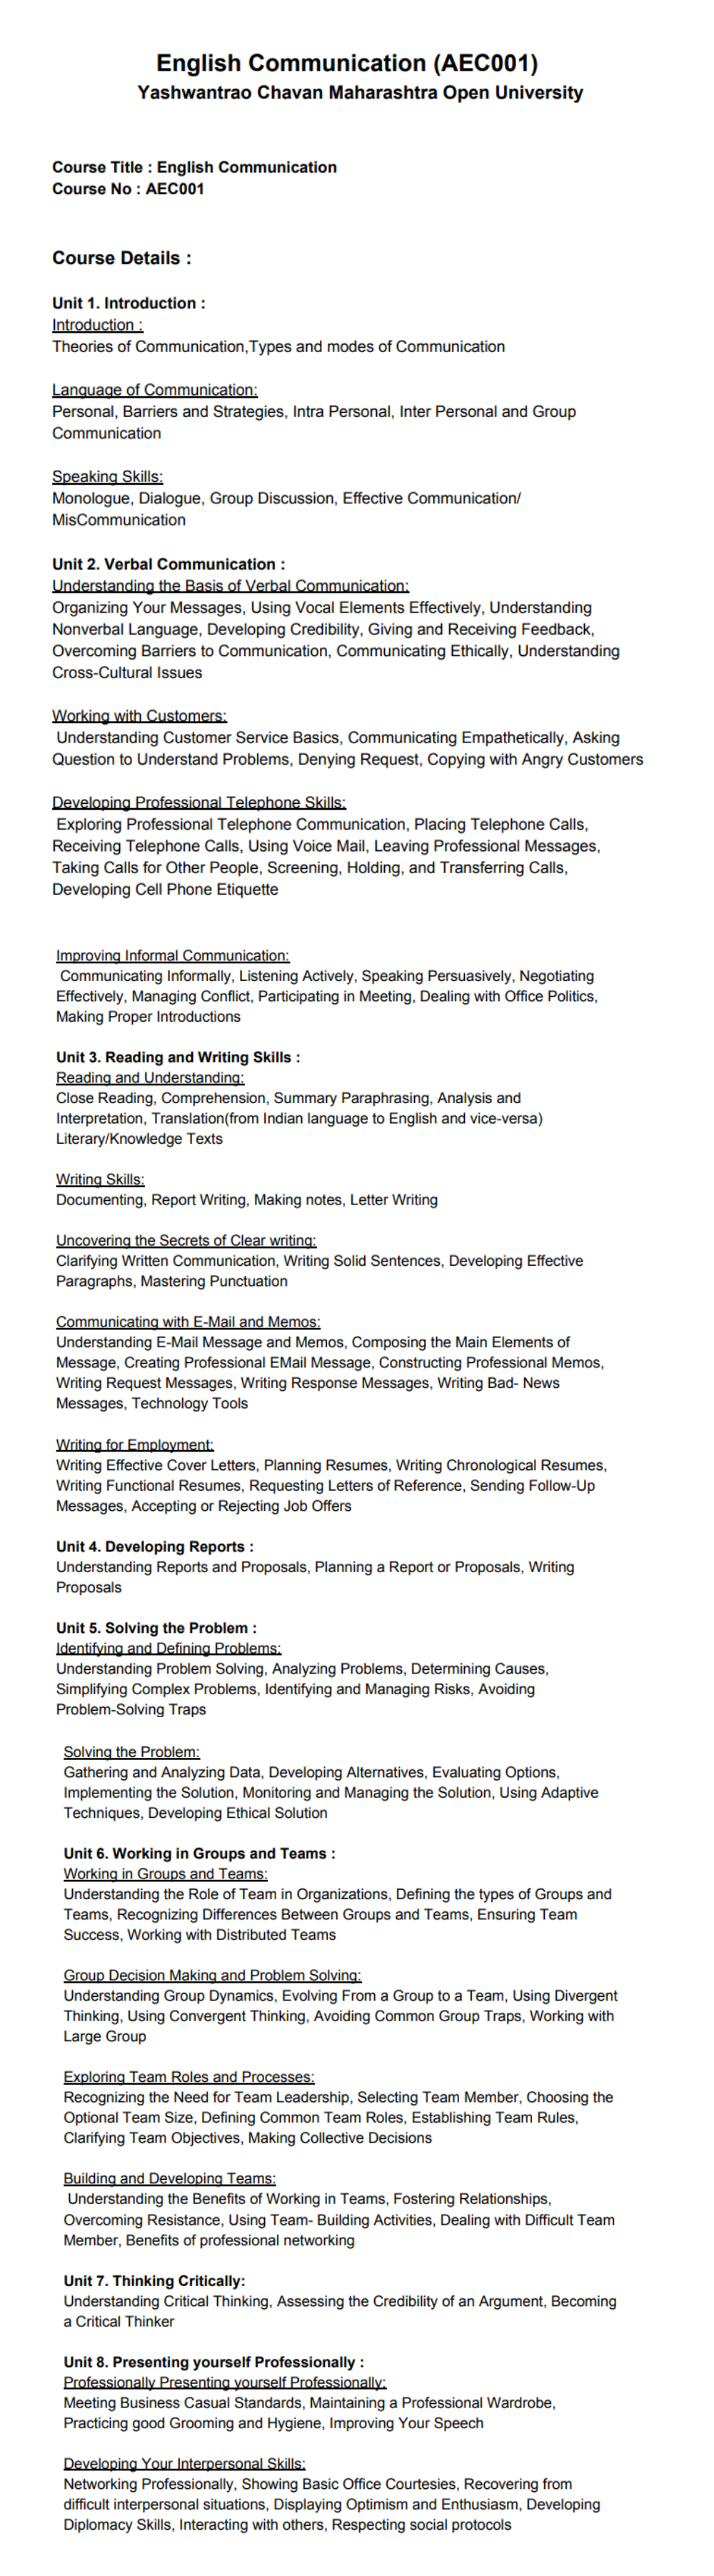 English Communication (AEC001)
Yashwantrao Chavan Maharashtra Open University
Course Title : English Communication
Course No : AEC001
Course Details :
Unit 1. Introduction :
Introduction :
Theories of Communication,Types and modes of Communication
Language of Communication:
Personal, Barriers and Strategies, Intra Personal, Inter Personal and Group
Communication
Speaking Skills:
Monologue, Dialogue, Group Discussion, Effective Communication/
MisCommunication
Unit 2. Verbal Communication :
Understanding the Basis of Verbal Communication:
Organizing Your Messages, Using Vocal Elements Effectively, Understanding
Nonverbal Language, Developing Credibility, Giving and Receiving Feedback,
Overcoming Barriers to Communication, Communicating Ethically, Understanding
Cross-Cultural Issues
Working with Customers:
Understanding Customer Service Basics, Communicating Empathetically, Asking
Question to Understand Problems, Denying Request, Copying with Angry Customers
Developing Professional Telephone Skills:
Exploring Professional Telephone Communication, Placing Telephone Calls,
Receiving Telephone Calls, Using Voice Mail, Leaving Professional Messages,
Taking Calls for Other People, Screening, Holding, and Transferring Calls,
Developing Cell Phone Etiquette
Improving Informal Communication:
Communicating Informally, Listening Actively, Speaking Persuasively, Negotiating
Effectively, Managing Conflict, Participating in Meeting, Dealing with Office Politics,
Making Proper Introductions
Unit 3. Reading and Writing Skills :
Reading and Understanding:
Close Reading, Comprehension, Summary Paraphrasing, Analysis and
Interpretation, Translation(from Indian language to English and vice-versa)
Literary/Knowledge Texts
Writing Skills:
Documenting, Report Writing, Making notes, Letter Writing
Uncovering the Secrets of Clear writing:
Clarifying Written Communication, Writing Solid Sentences, Developing Effective
Paragraphs, Mastering Punctuation
Communicating with E-Mail and Memos:
Understanding E-Mail Message and Memos, Composing the Main Elements of
Message, Creating Professional EMail Message, Constructing Professional Memos,
Writing Request Messages, Writing Response Messages, Writing Bad- News
Messages, Technology Tools
Writing for Employment:
Writing Effective Cover Letters, Planning Resumes, Writing Chronological Resumes,
Writing Functional Resumes, Requesting Letters of Reference, Sending Follow-Up
Messages, Accepting or Rejecting Job Offers
Unit 4. Developing Reports :
Understanding Reports and Proposals, Planning a Report or Proposals, Writing
Proposals
Unit 5. Solving the Problem :
Identifying and Defining Problems:
Understanding Problem Solving, Analyzing Problems, Determining Causes,
Simplifying Complex Problems, Identifying and Managing Risks, Avoiding
Problem-Solving Traps
Solving the Problem:
Gathering and Analyzing Data, Developing Alternatives, Evaluating Options,
Implementing the Solution, Monitoring and Managing the Solution, Using Adaptive
Techniques, Developing Ethical Solution
Unit 6. Working in Groups and Teams :
Working in Groups and Teams:
Understanding the Role of Team in Organizations, Defining the types of Groups and
Teams, Recognizing Differences Between Groups and Teams, Ensuring Team
Success, Working with Distributed Teams
Group Decision Making and Problem Solving:
Understanding Group Dynamics, Evolving From a Group to a Team, Using Divergent
Thinking, Using Convergent Thinking, Avoiding Common Group Traps, Working with
Large Group
Exploring Team Roles and Processes:
Recognizing the Need for Team Leadership, Selecting Team Member, Choosing the
Optional Team Size, Defining Common Team Roles, Establishing Team Rules,
Clarifying Team Objectives, Making Collective Decisions
Building and Developing Teams:
Understanding the Benefits of Working in Teams, Fostering Relationships,
Overcoming Resistance, Using Team- Building Activities, Dealing with Difficult Team
Member, Benefits of professional networking
Unit 7. Thinking Critically:
Understanding Critical Thinking, Assessing the Credibility of an Argument, Becoming
a Critical Thinker
Unit 8. Presenting yourself Professionally :
Professionally Presenting yourself Professionally:
Meeting Business Casual Standards, Maintaining a Professional Wardrobe,
Practicing good Grooming and Hygiene, Improving Your Speech
Developing Your Interpersonal Skills:
Networking Professionally, Showing Basic Office Courtesies, Recovering from
difficult interpersonal situations, Displaying Optimism and Enthusiasm, Developing
Diplomacy Skills, Interacting with others, Respecting social protocols